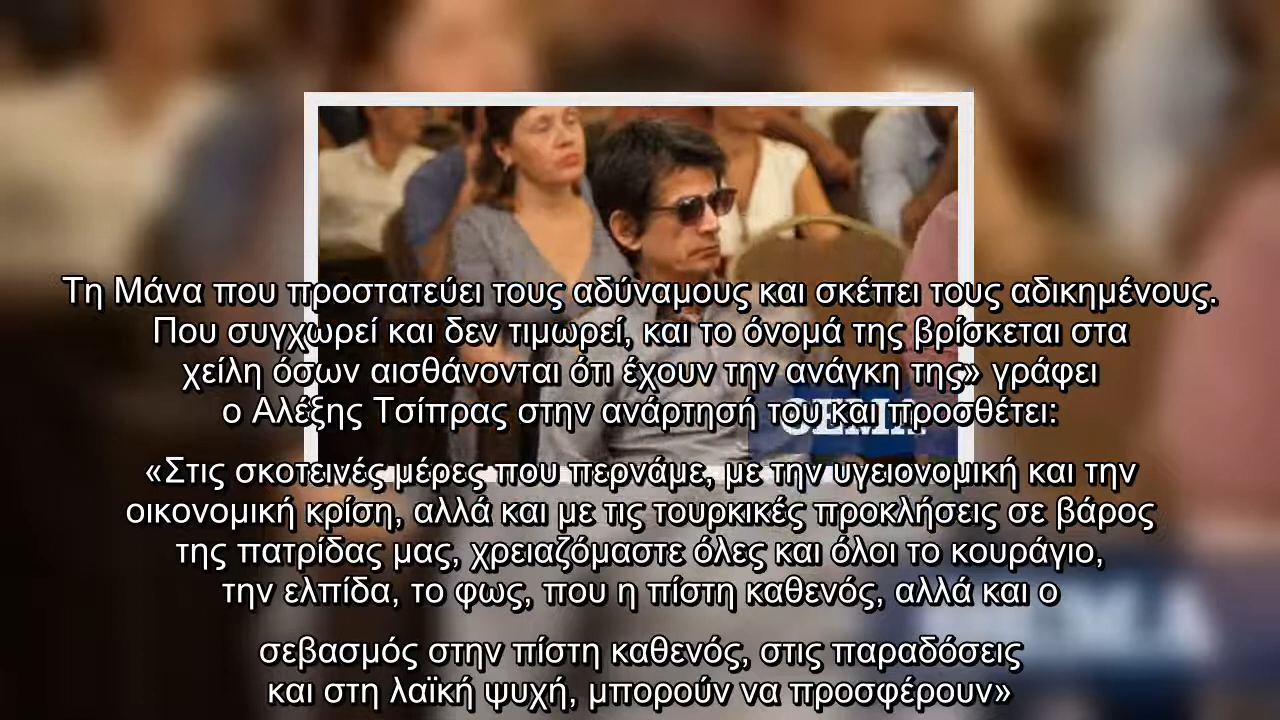 Τη Μάνα που προστατεύει τους αδύναμους και σκέπει τους αδικημένους.
Που συγχωρεί και δεν τιμωρεί, και το όνομά της βρίσκεται στα
χείλη όσων αισθάνονται ότι έχουν την ανάγκη της» γράφει
ο Αλέξης Τσίπρας στην ανάρτησή του και προσθέτει:
«Στις σκοτεινές μέρες που περνάμε, με την υγειονομική και την
οικονομική κρίση, αλλά και με τις τουρκικές προκλήσεις σε βάρος
της πατρίδας μας, χρειαζόμαστε όλες και όλοι το κουράγιο,
την ελπίδα, το φως, που η πίστη καθενός, αλλά και ο
σεβασμός στην πίστη καθενός, στις παραδόσεις
και στη λαϊκή ψυχή, μπορούν να προσφέρουν»